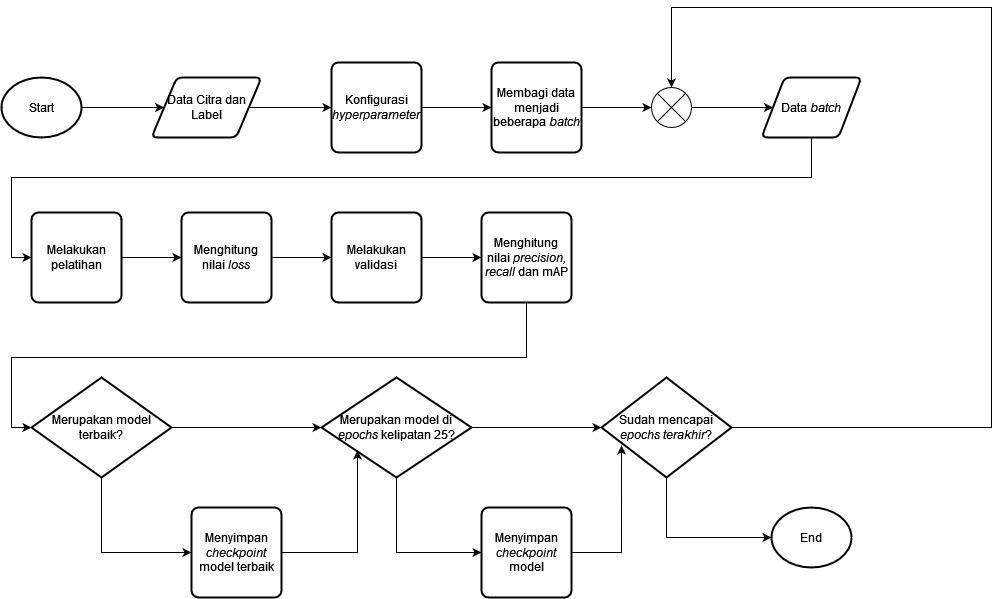 Start
Data Citra dan
Label
Konfigurasi
hyperparameter
Membagi data
menjadi
beberapa batch
Data batch
Melakukan
pelatihan
Menghitung
nilai loss
Melakukan
validasi
Menghitung
nilai precision,
recall dan mAP
Merupakan model
terbaik?
Merupakan model di
epochs kelipatan 25?
Sudah mencapai
epochs terakhir?
Menyimpan
checkpoint
model terbaik
Menyimpan
checkpoint
model
End